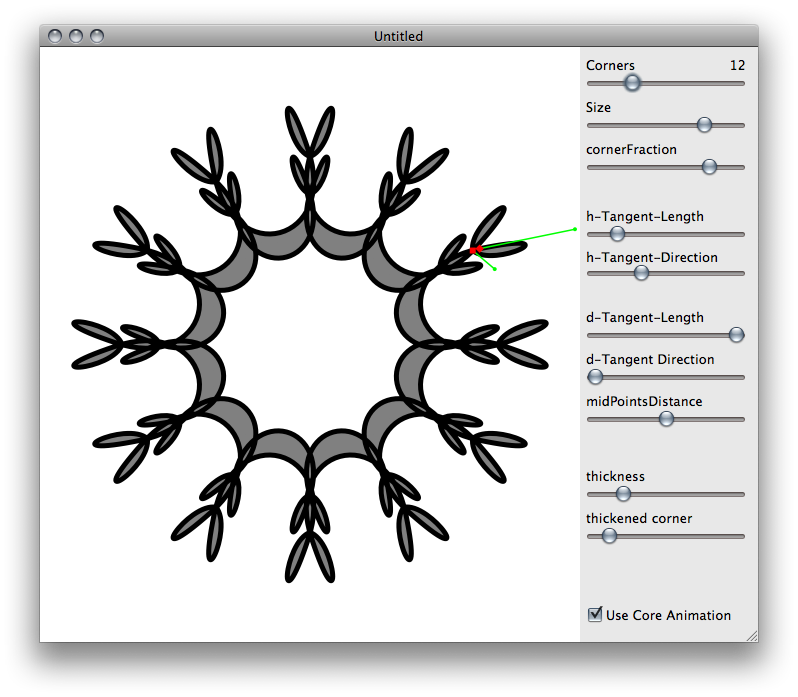 Untitled
Corners 12
Size
cornerFraction
h-Tangent-Length
h-Tangent-Direction
d-Tangent-Length
d-Tangent Direction
midPointsDistance
thickness
thickened corner
Use Core Animation